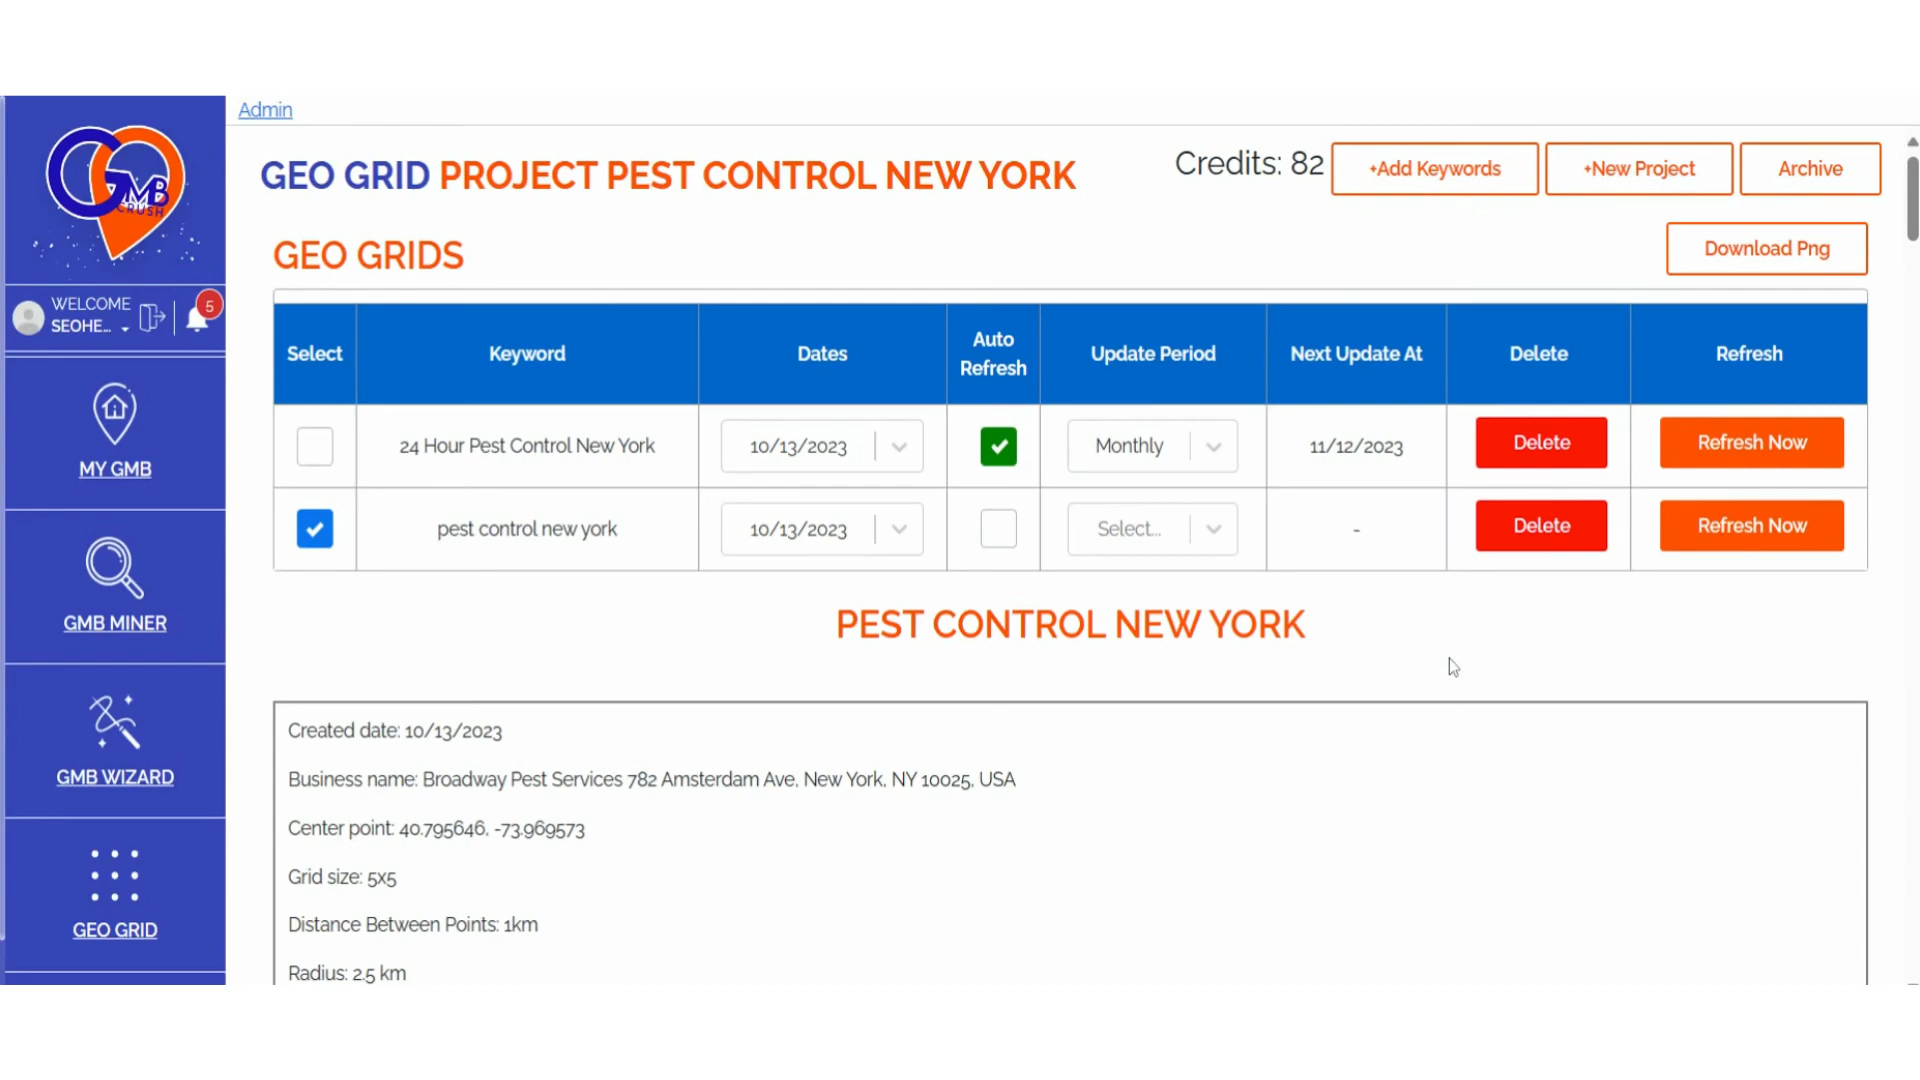 Admin
GMB
CRUSH
GEO GRID PROJECT PEST CONTROL NEW YORK
Credits: 82
+Add Keywords
+New Project
Archive
GEO GRIDS
Download Png
WELCOME
SEOHE...
5
Select
Keyword
Dates
Auto
Refresh
Update Period
Next Update At
Delete
Refresh
24 Hour Pest Control New York
10/13/2023
Monthly
11/12/2023
Delete
Refresh Now
pest control new york
10/13/2023
Select...
-
Delete
Refresh Now
MY GMB
GMB MINER
GMB WIZARD
GEO GRID
PEST CONTROL NEW YORK
Created date: 10/13/2023
Business name: Broadway Pest Services 782 Amsterdam Ave, New York, NY 10025, USA
Center point: 40.795646, -73.969573
Grid size: 5x5
Distance Between Points: 1km
Radius: 2.5 km